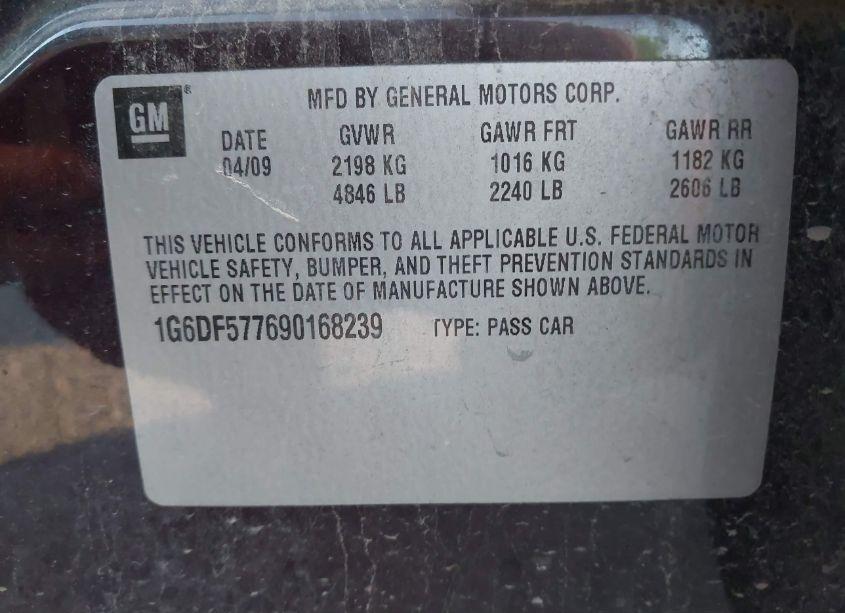 GM ®
MFD BY GENERAL MOTORS CORP.
DATE GVWR GAWR FRT GAWR RR
04/09 2198 KG 1016 KG 1182 KG
4846 LB 2240 LB 2606 LB
THIS VEHICLE CONFORMS TO ALL APPLICABLE U.S. FEDERAL MOTOR
VEHICLE SAFETY, BUMPER, AND THEFT PREVENTION STANDARDS IN
EFFECT ON THE DATE OF MANUFACTURE SHOWN ABOVE.
1G6DF577690168239 TYPE: PASS CAR